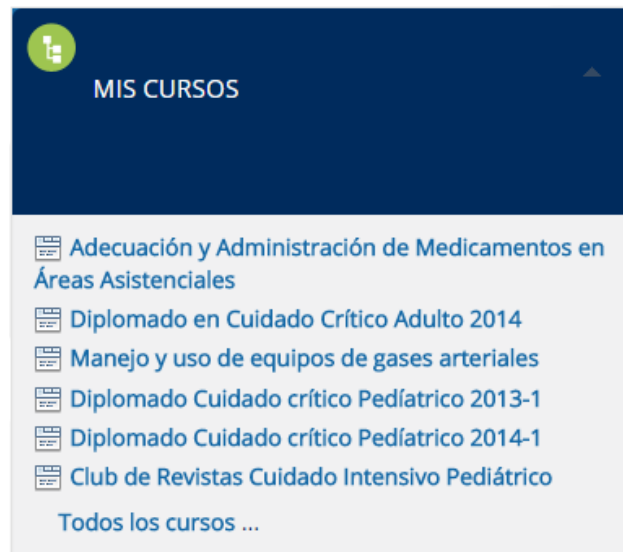 MIS CURSOS
Adecuación y Administración de Medicamentos en
Áreas Asistenciales
Diplomado en Cuidado Crítico Adulto 2014
Manejo y uso de equipos de gases arteriales
Diplomado Cuidado crítico Pedíatrico 2013-1
Diplomado Cuidado crítico Pedíatrico 2014-1
Club de Revistas Cuidado Intensivo Pediátrico
Todos los cursos ...